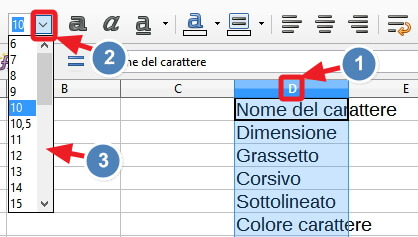 10 a a a
1
2
me del carattere
6
7
8
9
10
10,5
11
12
13
14
15
3
B C D E
Nome del carattere
Dimensione
Grassetto
Corsivo
Sottolineato
Colore carattere